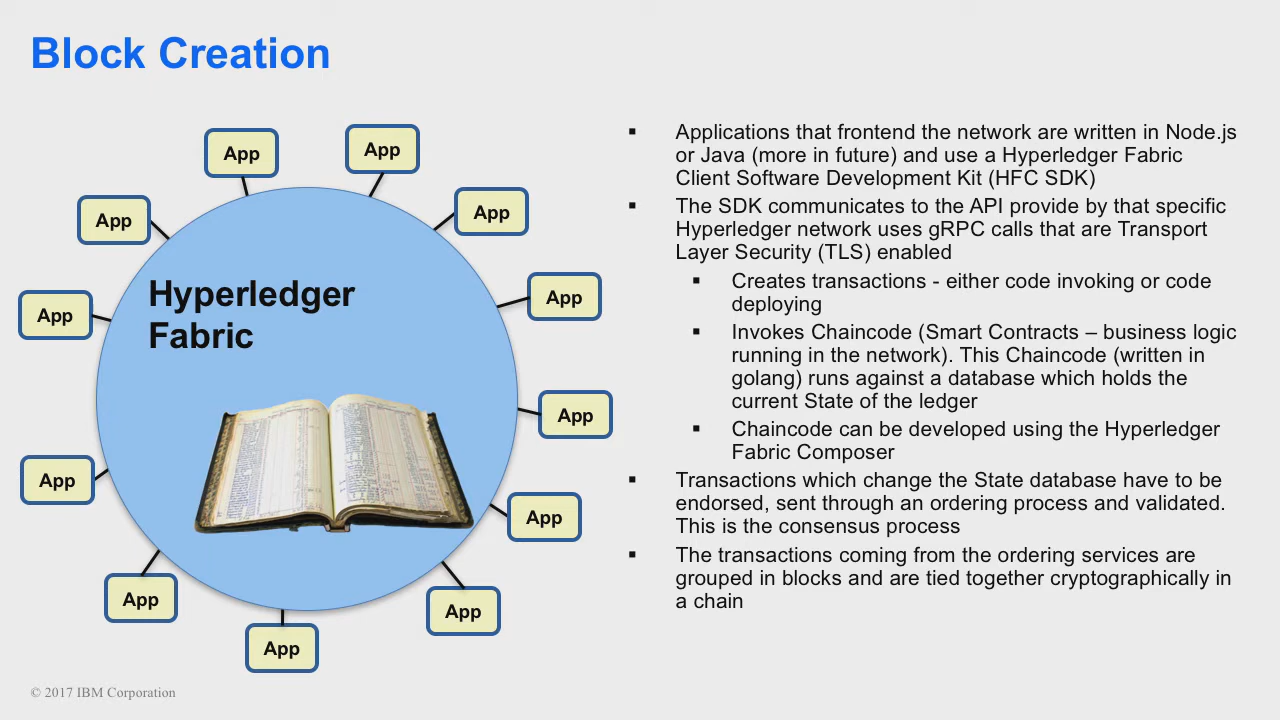 Block Creation
App
App
App
App
App
App
App
App
App
App
App
App
Hyperledger
Fabric
▪ Applications that frontend the network are written in Node.js
or Java (more in future) and use a Hyperledger Fabric
Client Software Development Kit (HFC SDK)
▪ The SDK communicates to the API provide by that specific
Hyperledger network uses gRPC calls that are Transport
Layer Security (TLS) enabled
▪ Creates transactions - either code invoking or code
deploying
▪ Invokes Chaincode (Smart Contracts – business logic
running in the network). This Chaincode (written in
golang) runs against a database which holds the
current State of the ledger
▪ Chaincode can be developed using the Hyperledger
Fabric Composer
▪ Transactions which change the State database have to be
endorsed, sent through an ordering process and validated.
This is the consensus process
▪ The transactions coming from the ordering services are
grouped in blocks and are tied together cryptographically in
a chain
© 2017 IBM Corporation